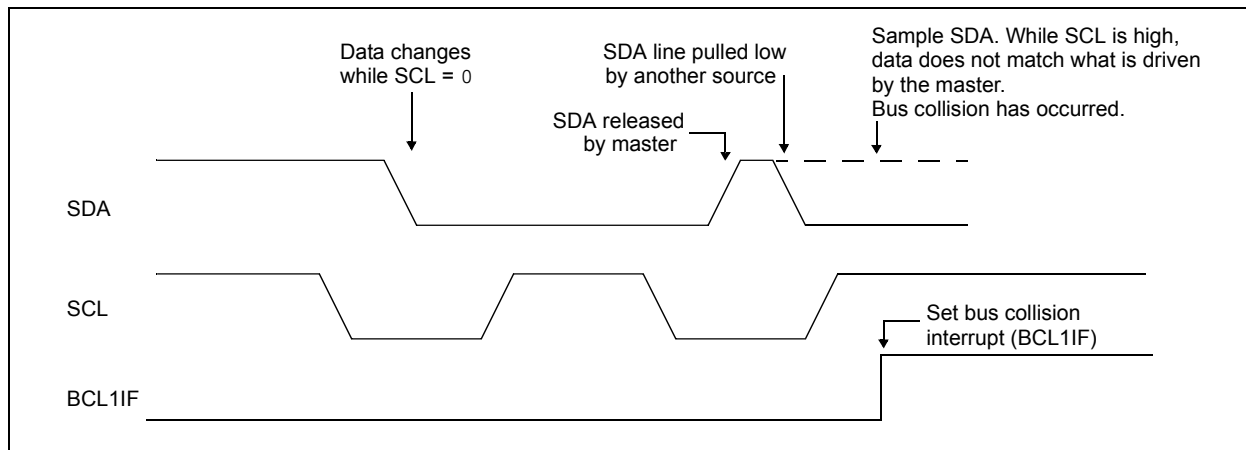 Data changes
while SCL = 0
SDA line pulled low
by another source
Sample SDA. While SCL is high,
data does not match what is driven
by the master.
Bus collision has occurred.
SDA released
by master
SDA
SCL
Set bus collision
interrupt (BCL1IF)
BCL1IF